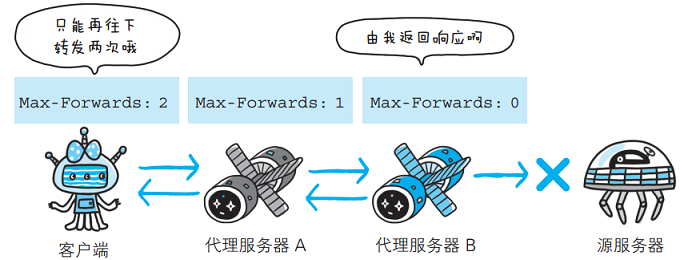 只能再往下
转发两次哦
由我返回响应啊
Max-Forwards: 2
Max-Forwards: 1
Max-Forwards: 0
客户端
代理服务器 A
代理服务器 B
源服务器